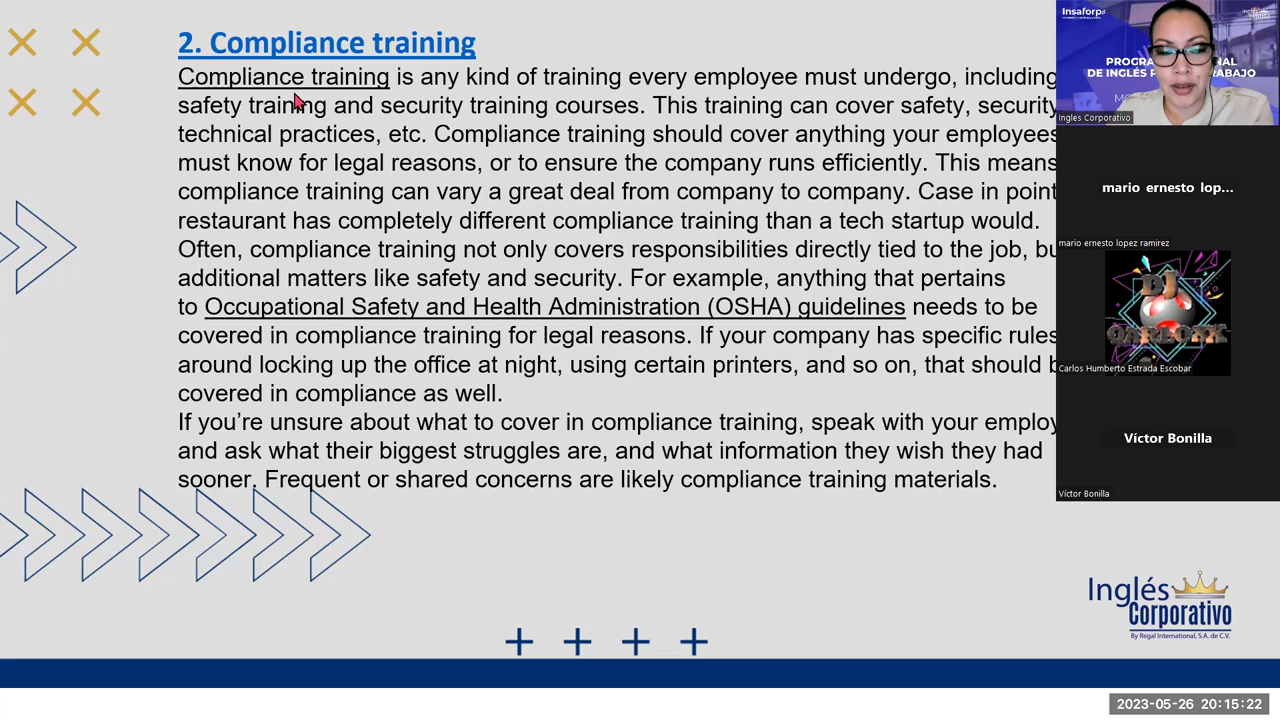 2. Compliance training
Compliance training is any kind of training every employee must undergo, including
safety training and security training courses. This training can cover safety, security
technical practices, etc. Compliance training should cover anything your employees
must know for legal reasons, or to ensure the company runs efficiently. This means
compliance training can vary a great deal from company to company. Case in point
restaurant has completely different compliance training than a tech startup would.
Often, compliance training not only covers responsibilities directly tied to the job, bu
additional matters like safety and security. For example, anything that pertains
to Occupational Safety and Health Administration (OSHA) guidelines needs to be
covered in compliance training for legal reasons. If your company has specific rules
around locking up the office at night, using certain printers, and so on, that should b
covered in compliance as well.
If you’re unsure about what to cover in compliance training, speak with your employ
and ask what their biggest struggles are, and what information they wish they had
sooner. Frequent or shared concerns are likely compliance training materials.
Insaforp
PROGRA NAL
DE INGLÉS P ABAJO
Ingles Corporativo
mario ernesto lop...
mario ernesto lopez ramirez
DJ
Carlos Humberto Estrada Escobar
Víctor Bonilla
Víctor Bonilla
Inglés
Corporativo
By Regal International, S.A. de C.V.
2023-05-26 20:15:22